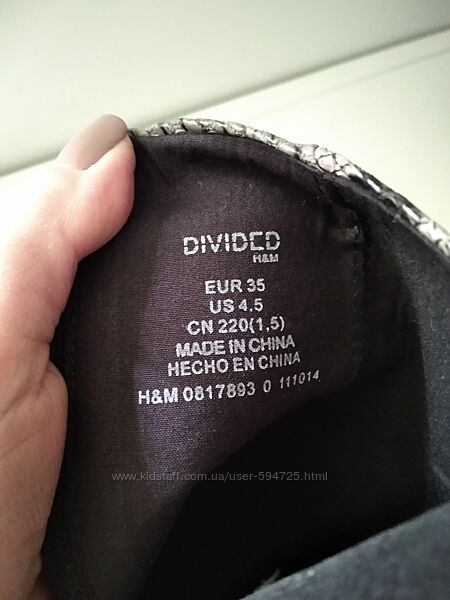 DIVIDED
H&M
EUR 35
US 4,5
CN 220(1,5)
MADE IN CHINA
HECHO EN CHINA
H&M 0817893 0 111014
www.kidstaff.com.ua/user-594725.html